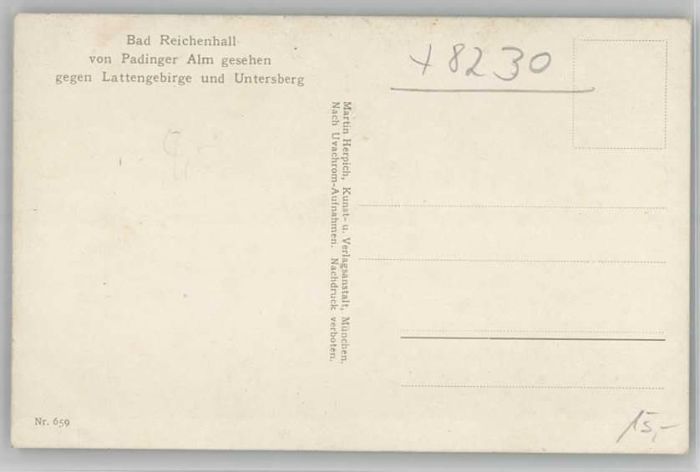 Bad Reichenhall
von Padinger Alm gesehen
gegen Lattengebirge und Untersberg
+8230
Martin Herpich, Kunst- u. Verlagsanstalt, München.
Nach Uvachrom-Aufnahmen. Nachdruck verboten.
Nr. 659
15,-